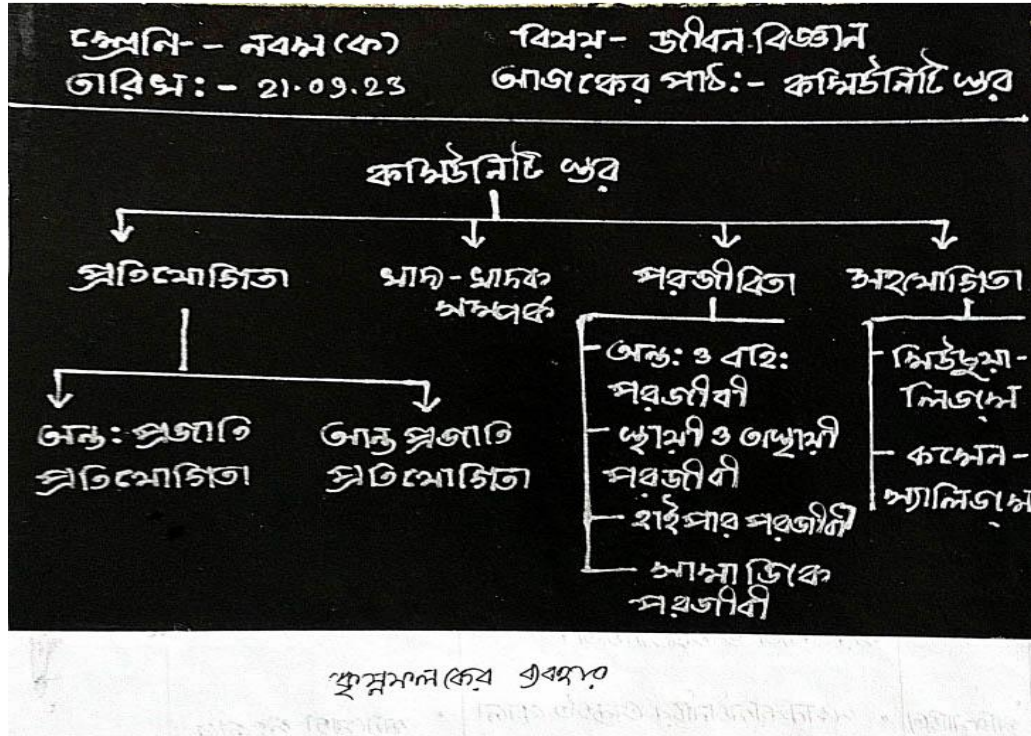 শ্রেণি-- নবম (ক)
বিষয়- জীবন বিজ্ঞান
তারিখ:- 21.09.23
আজকের পাঠ:- কমিউনিটি স্তর
কমিউনিটি স্তর
প্রতিযোগিতা
খাদ্য-খাদক
সম্পর্ক
পরজীবিতা
সহযোগিতা
অন্ত: প্রজাতি
প্রতিযোগিতা
আন্ত প্রজাতি
প্রতিযোগিতা
- অন্ত: ও বহি:
পরজীবী
- স্থায়ী ও অস্থায়ী
পরজীবী
- হাইপার পরজীবী
- সামাজিক
পরজীবী
- মিউচুয়া-
লিজম্
- কমেন-
স্যালিজম্
কৃষ্ণফলকের ব্যবহার